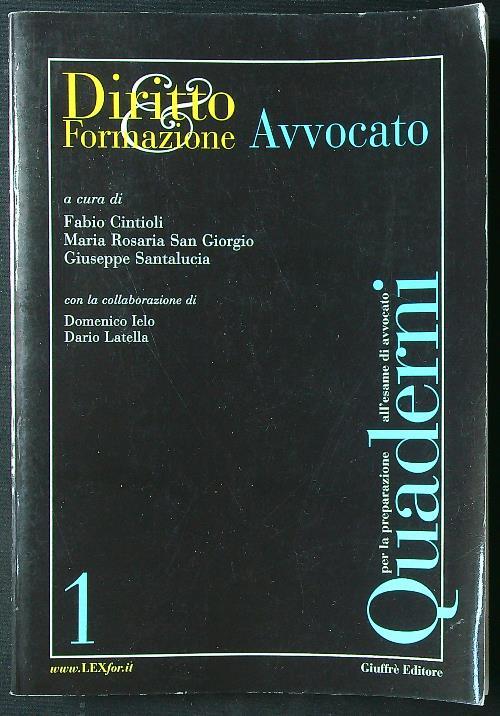 Diritto
&
Formazione Avvocato
a cura di
Fabio Cintioli
Maria Rosaria San Giorgio
Giuseppe Santalucia
con la collaborazione di
Domenico Ielo
Dario Latella
per la preparazione all'esame di avvocato
Quaderni
1
www.LEXfor.it
Giuffrè Editore